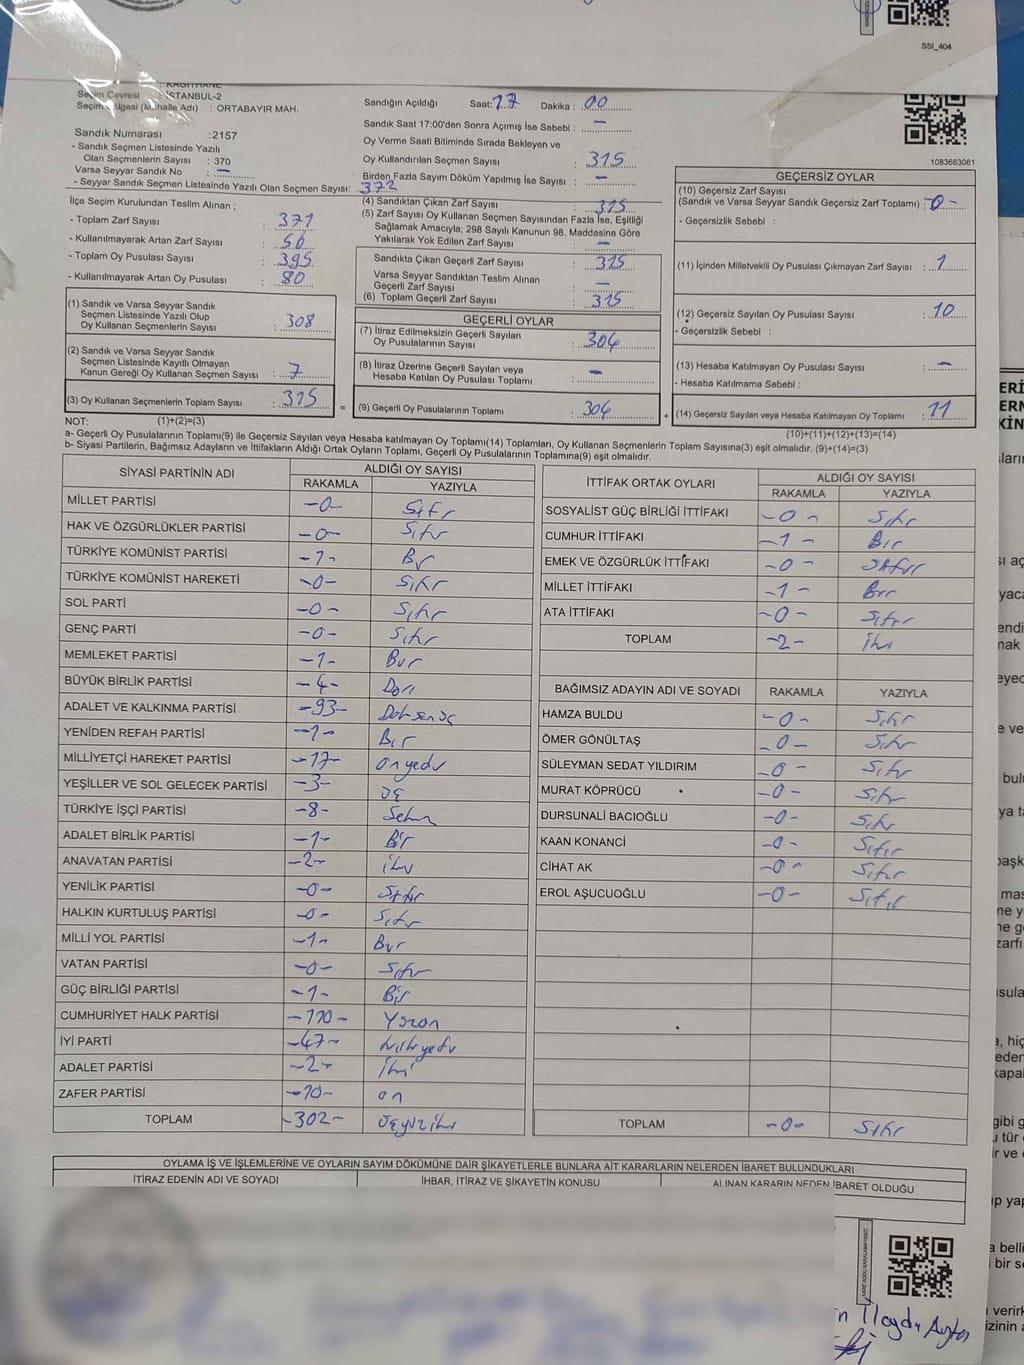 SSI_404
KAĞITHANE
Seçim Çevresi : İSTANBUL-2
Seçim Bölgesi (Mahalle Adı) : ORTABAYIR MAH.
Sandık Numarası :2157
- Sandık Seçmen Listesinde Yazılı
Olan Seçmenlerin Sayısı : 370
Varsa Seyyar Sandık No : -
- Seyyar Sandık Seçmen Listesinde Yazılı Olan Seçmen Sayısı: 372
Sandığın Açıldığı Saat: 17 Dakika : 00
Sandık Saat 17:00'den Sonra Açımış İse Sebebi : -
Oy Verme Saati Bitiminde Sırada Bekleyen ve
Oy Kullandırılan Seçmen Sayısı : 315
Birden Fazla Sayım Döküm Yapılmış İse Sayısı : -
1083663061
İlçe Seçim Kurulundan Teslim Alınan ;
- Toplam Zarf Sayısı : 371
- Kullanılmayarak Artan Zarf Sayısı : 56
- Toplam Oy Pusulası Sayısı : 395
- Kullanılmayarak Artan Oy Pusulası : 80
(4) Sandıktan Çıkan Zarf Sayısı : 315
(5) Zarf Sayısı Oy Kullanan Seçmen Sayısından Fazla İse, Eşitliği
Sağlamak Amacıyla; 298 Sayılı Kanunun 98. Maddesine Göre
Yakılarak Yok Edilen Zarf Sayısı : -
Sandıkta Çıkan Geçerli Zarf Sayısı : 315
Varsa Seyyar Sandıktan Teslim Alınan
Geçerli Zarf Sayısı : -
(6) Toplam Geçerli Zarf Sayısı : 315
GEÇERSİZ OYLAR
(10) Geçersiz Zarf Sayısı
(Sandık ve Varsa Seyyar Sandık Geçersiz Zarf Toplamı) : -0-
- Geçersizlik Sebebi :
(11) İçinden Milletvekili Oy Pusulası Çıkmayan Zarf Sayısı : 1
(12) Geçersiz Sayılan Oy Pusulası Sayısı : 10
- Geçersizlik Sebebi :
(13) Hesaba Katılmayan Oy Pusulası Sayısı : -
- Hesaba Katılmama Sebebi :
(14) Geçersiz Sayılan veya Hesaba Katılmayan Oy Toplamı : 11
(10)+(11)+(12)+(13)=(14)
(1) Sandık ve Varsa Seyyar Sandık
Seçmen Listesinde Yazılı Olup
Oy Kullanan Seçmenlerin Sayısı : 308
(2) Sandık ve Varsa Seyyar Sandık
Seçmen Listesinde Kayıtlı Olmayan
Kanun Gereği Oy Kullanan Seçmen Sayısı : 7
(3) Oy Kullanan Seçmenlerin Toplam Sayısı : 315
GEÇERLİ OYLAR
(7) İtiraz Edilmeksizin Geçerli Sayılan
Oy Pusulalarının Sayısı : 304
(8) İtiraz Üzerine Geçerli Sayılan veya
Hesaba Katılan Oy Pusulası Toplamı : -
= (9) Geçerli Oy Pusulalarının Toplamı : 304 +
NOT: (1)+(2)=(3)
a- Geçerli Oy Pusulalarının Toplamı(9) ile Geçersiz Sayılan veya Hesaba katılmayan Oy Toplamı(14) Toplamları, Oy Kullanan Seçmenlerin Toplam Sayısına(3) eşit olmalıdır. (9)+(14)=(3)
b- Siyasi Partilerin, Bağımsız Adayların ve İttifakların Aldığı Ortak Oyların Toplamı, Geçerli Oy Pusulalarının Toplamına(9) eşit olmalıdır.
SİYASİ PARTİNİN ADI ALDIĞI OY SAYISI
RAKAMLA YAZIYLA
MİLLET PARTİSİ -0- Sıfır
HAK VE ÖZGÜRLÜKLER PARTİSİ -0- Sıfır
TÜRKİYE KOMÜNİST PARTİSİ -1- Bir
TÜRKİYE KOMÜNİST HAREKETİ -0- Sıfır
SOL PARTİ -0- Sıfır
GENÇ PARTİ -0- Sıfır
MEMLEKET PARTİSİ -1- Bir
BÜYÜK BİRLİK PARTİSİ -4- Dört
ADALET VE KALKINMA PARTİSİ -93- Doksanüç
YENİDEN REFAH PARTİSİ -1- Bir
MİLLİYETÇİ HAREKET PARTİSİ -17- onyedi
YEŞİLLER VE SOL GELECEK PARTİSİ -3- üç
TÜRKİYE İŞÇİ PARTİSİ -8- Sekiz
ADALET BİRLİK PARTİSİ -1- Bir
ANAVATAN PARTİSİ -2- iki
YENİLİK PARTİSİ -0- Sıfır
HALKIN KURTULUŞ PARTİSİ -0- Sıfır
MİLLİ YOL PARTİSİ -1- Bir
VATAN PARTİSİ -0- Sıfır
GÜÇ BİRLİĞİ PARTİSİ -1- Bir
CUMHURİYET HALK PARTİSİ -110- Yüzon
İYİ PARTİ -47- kırkyedi
ADALET PARTİSİ -2- iki
ZAFER PARTİSİ -10- on
TOPLAM -302- üçyüziki
İTTİFAK ORTAK OYLARI ALDIĞI OY SAYISI
RAKAMLA YAZIYLA
SOSYALİST GÜÇ BİRLİĞİ İTTİFAKI -0- Sıfır
CUMHUR İTTİFAKI -1- Bir
EMEK VE ÖZGÜRLÜK İTTİFAKI -0- Sıfır
MİLLET İTTİFAKI -1- Bir
ATA İTTİFAKI -0- Sıfır
TOPLAM -2- iki
BAĞIMSIZ ADAYIN ADI VE SOYADI RAKAMLA YAZIYLA
HAMZA BULDU -0- Sıfır
ÖMER GÖNÜLTAŞ -0- Sıfır
SÜLEYMAN SEDAT YILDIRIM -0- Sıfır
MURAT KÖPRÜCÜ -0- Sıfır
DURSUNALİ BACIOĞLU -0- Sıfır
KAAN KONANCİ -0- Sıfır
CİHAT AK -0- Sıfır
EROL AŞUCUOĞLU -0- Sıfır
TOPLAM -0- Sıfır
OYLAMA İŞ VE İŞLEMLERİNE VE OYLARIN SAYIM DÖKÜMÜNE DAİR ŞİKAYETLERLE BUNLARA AİT KARARLARIN NELERDEN İBARET BULUNDUKLARI
İTİRAZ EDENİN ADI VE SOYADI İHBAR, İTİRAZ VE ŞİKAYETİN KONUSU ALINAN KARARIN NEDEN İBARET OLDUĞU